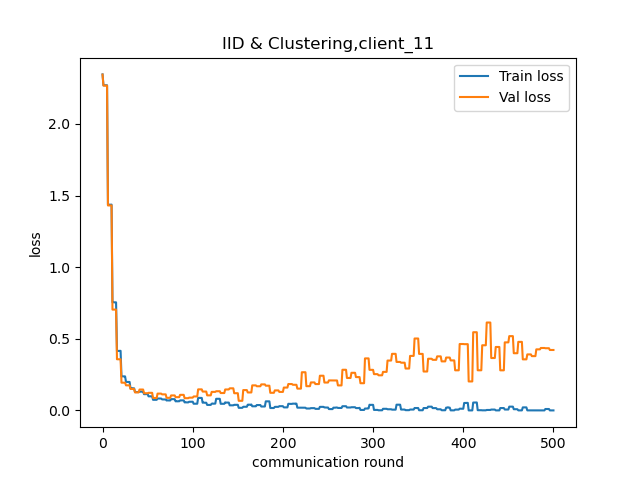 IID & Clustering,client_11
Train loss
Val loss
2.0
1.5
1.0
0.5
0.0
loss
0
100
200
300
400
500
communication round